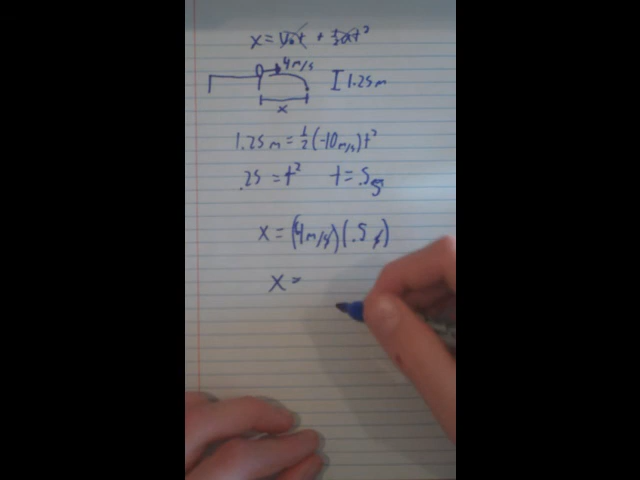 x = V₀t + ½at²
4m/s
1.25m
x
1.25m = ½(-10m/s)t²
.25 = t² t = .5s
x = (4m/s)(.5s)
x =